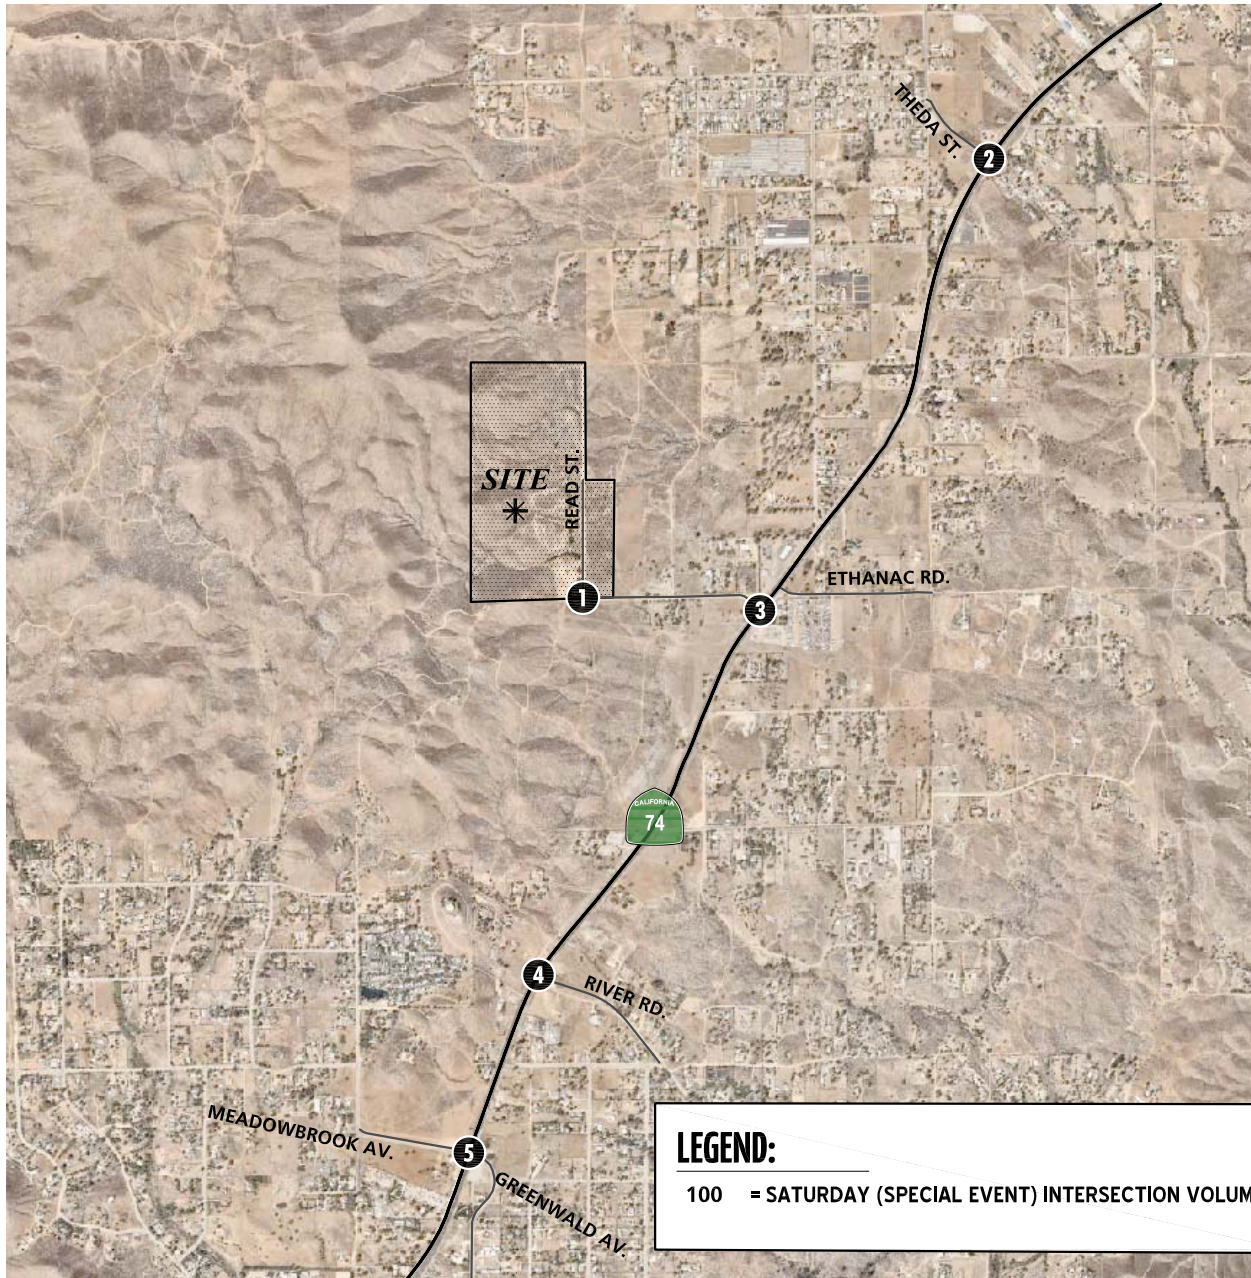 THEDA ST.
2
SITE
READ ST.
1
ETHANAC RD.
3
CALIFORNIA
74
4
RIVER RD.
MEADOWBROOK AV.
5
GREENWALD AV.
LEGEND:
100 = SATURDAY (SPECIAL EVENT) INTERSECTION VOLUM